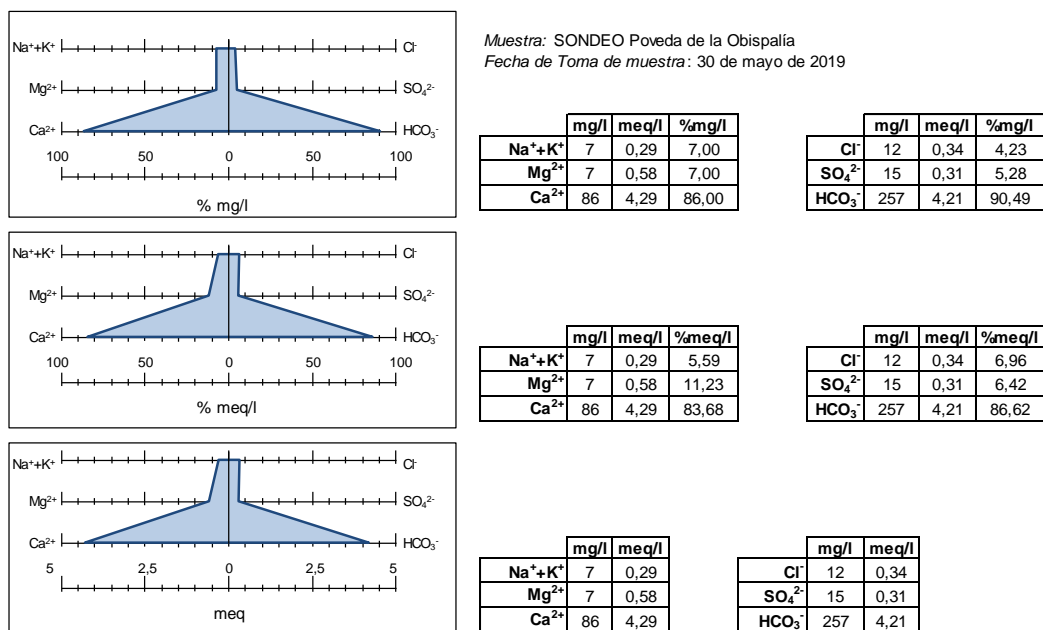 Muestra: SONDEO Poveda de la Obispalía
Fecha de Toma de muestra: 30 de mayo de 2019
Na⁺+K⁺ Cl⁻
Mg²⁺ SO₄²⁻
Ca²⁺ HCO₃⁻
100 50 0 50 100
% mg/l
mg/l meq/l %mg/l
Na⁺+K⁺ 7 0,29 7,00
Mg²⁺ 7 0,58 7,00
Ca²⁺ 86 4,29 86,00
mg/l meq/l %mg/l
Cl⁻ 12 0,34 4,23
SO₄²⁻ 15 0,31 5,28
HCO₃⁻ 257 4,21 90,49
Na⁺+K⁺ Cl⁻
Mg²⁺ SO₄²⁻
Ca²⁺ HCO₃⁻
100 50 0 50 100
% meq/l
mg/l meq/l %meq/l
Na⁺+K⁺ 7 0,29 5,59
Mg²⁺ 7 0,58 11,23
Ca²⁺ 86 4,29 83,68
mg/l meq/l %meq/l
Cl⁻ 12 0,34 6,96
SO₄²⁻ 15 0,31 6,42
HCO₃⁻ 257 4,21 86,62
Na⁺+K⁺ Cl⁻
Mg²⁺ SO₄²⁻
Ca²⁺ HCO₃⁻
5 2,5 0 2,5 5
meq
mg/l meq/l
Na⁺+K⁺ 7 0,29
Mg²⁺ 7 0,58
Ca²⁺ 86 4,29
mg/l meq/l
Cl⁻ 12 0,34
SO₄²⁻ 15 0,31
HCO₃⁻ 257 4,21